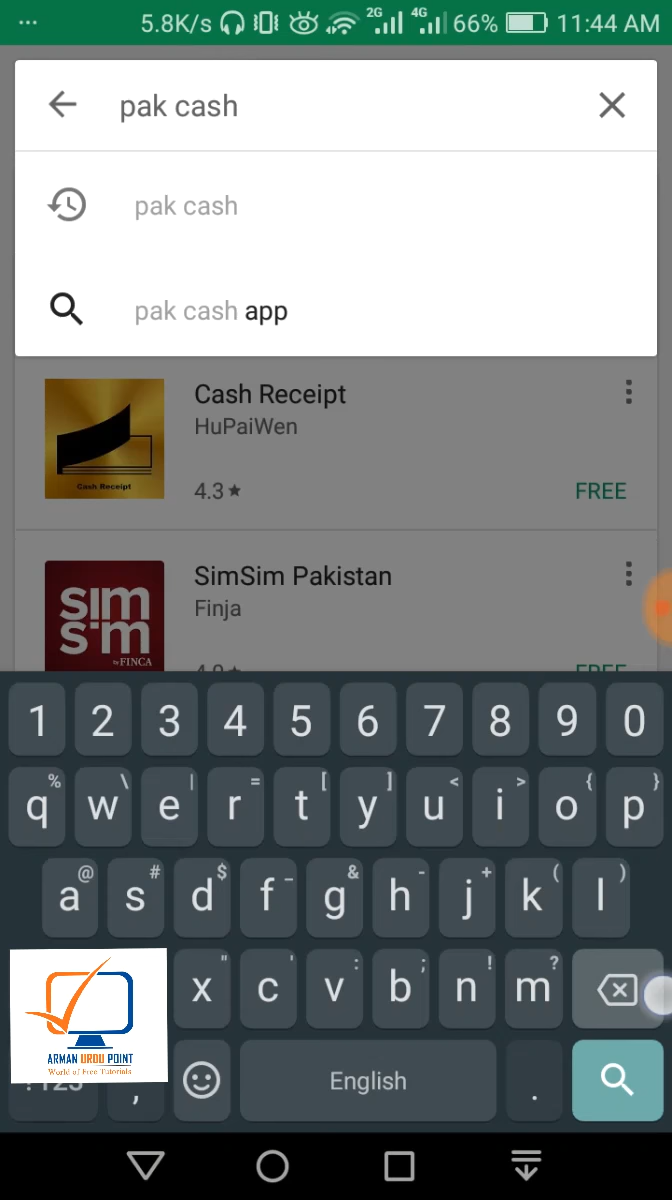 ... 5.8K/s 2G 4G 66% 11:44 AM
pak cash
pak cash
pak cash app
Cash Receipt
HuPaiWen
4.3★
FREE
Cash Receipt
SimSim Pakistan
Finja
sim
s'm
by FINCA
FREE
1 2 3 4 5 6 7 8 9 0
% \ | = [ ] < > { }
q w e r t y u i o p
@ # $ _ & - + ( )
a s d f g h j k l
" ' : ; ! ?
x c v b n m
ARMAN URDU POINT
World of Free Tutorials
?123 , English .